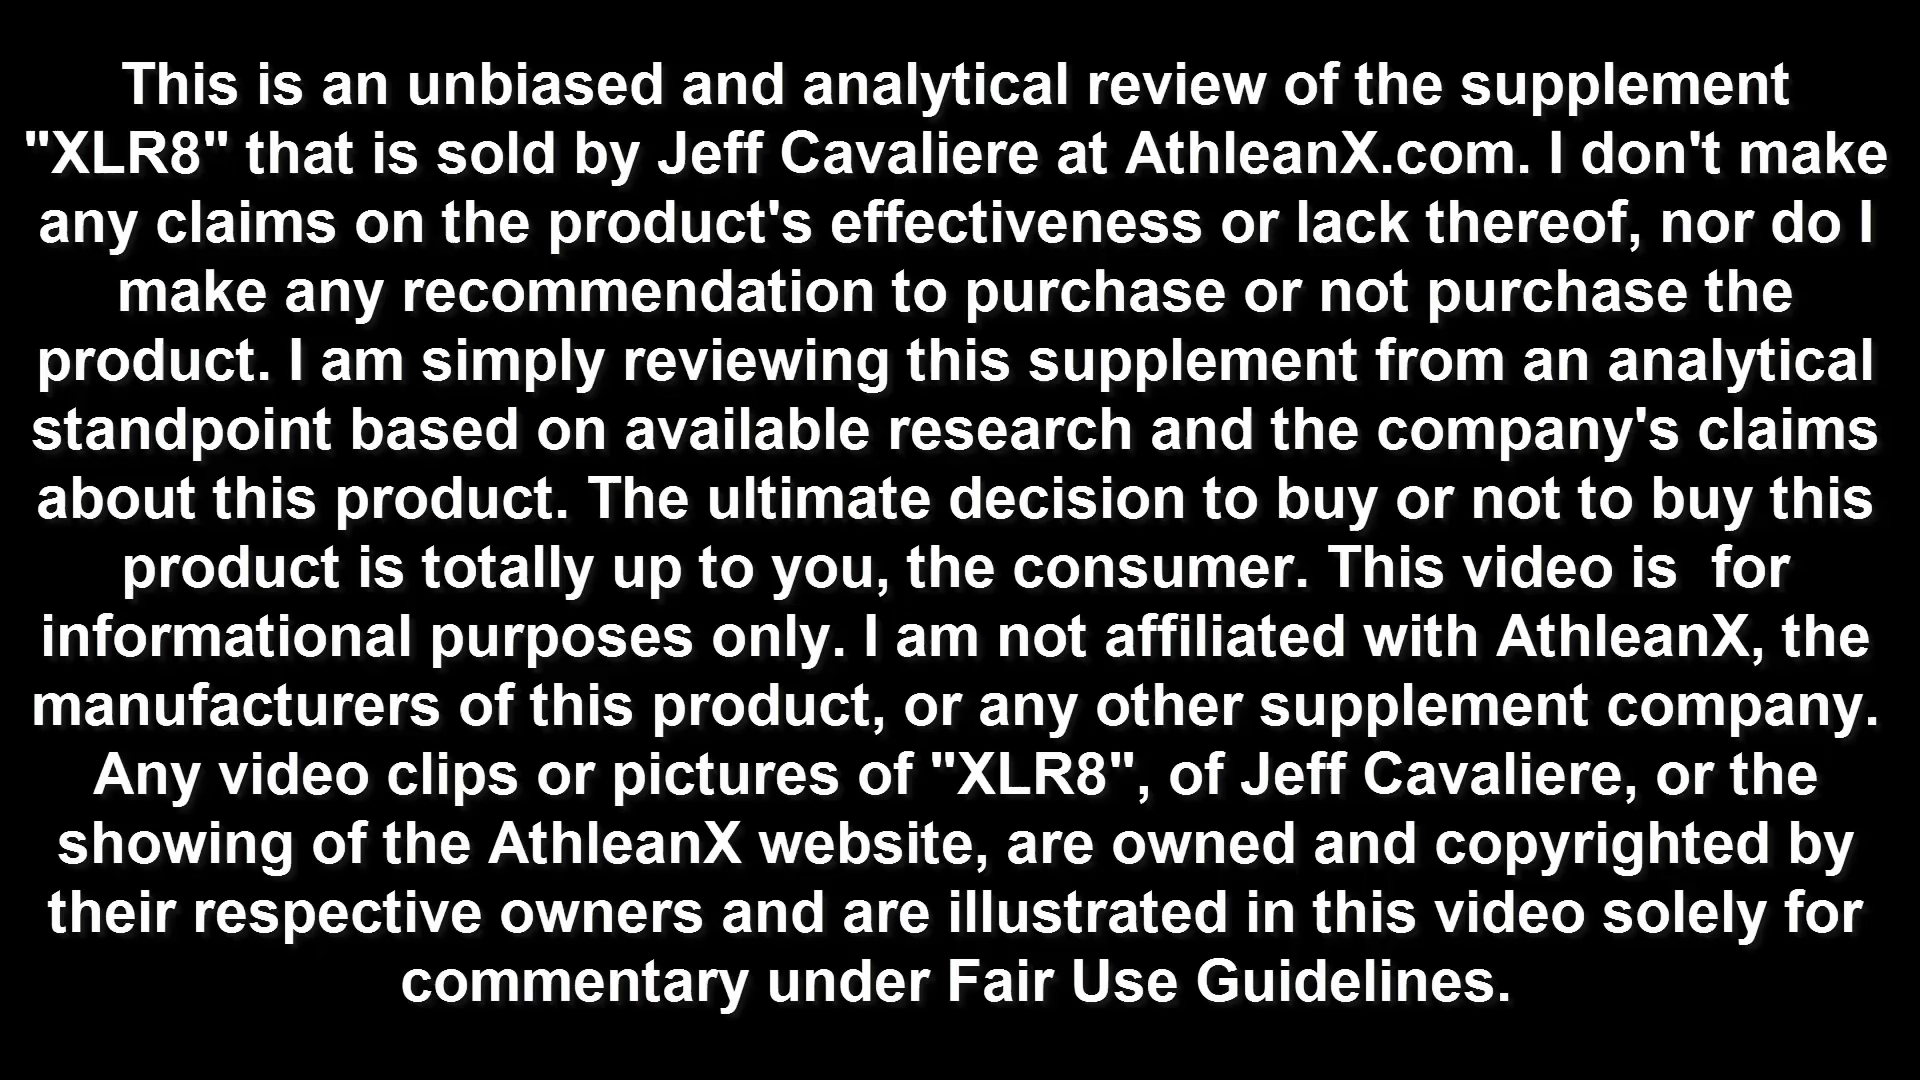 This is an unbiased and analytical review of the supplement
"XLR8" that is sold by Jeff Cavaliere at AthleanX.com. I don't make
any claims on the product's effectiveness or lack thereof, nor do I
make any recommendation to purchase or not purchase the
product. I am simply reviewing this supplement from an analytical
standpoint based on available research and the company's claims
about this product. The ultimate decision to buy or not to buy this
product is totally up to you, the consumer. This video is  for
informational purposes only. I am not affiliated with AthleanX, the
manufacturers of this product, or any other supplement company.
Any video clips or pictures of "XLR8", of Jeff Cavaliere, or the
showing of the AthleanX website, are owned and copyrighted by
their respective owners and are illustrated in this video solely for
commentary under Fair Use Guidelines.